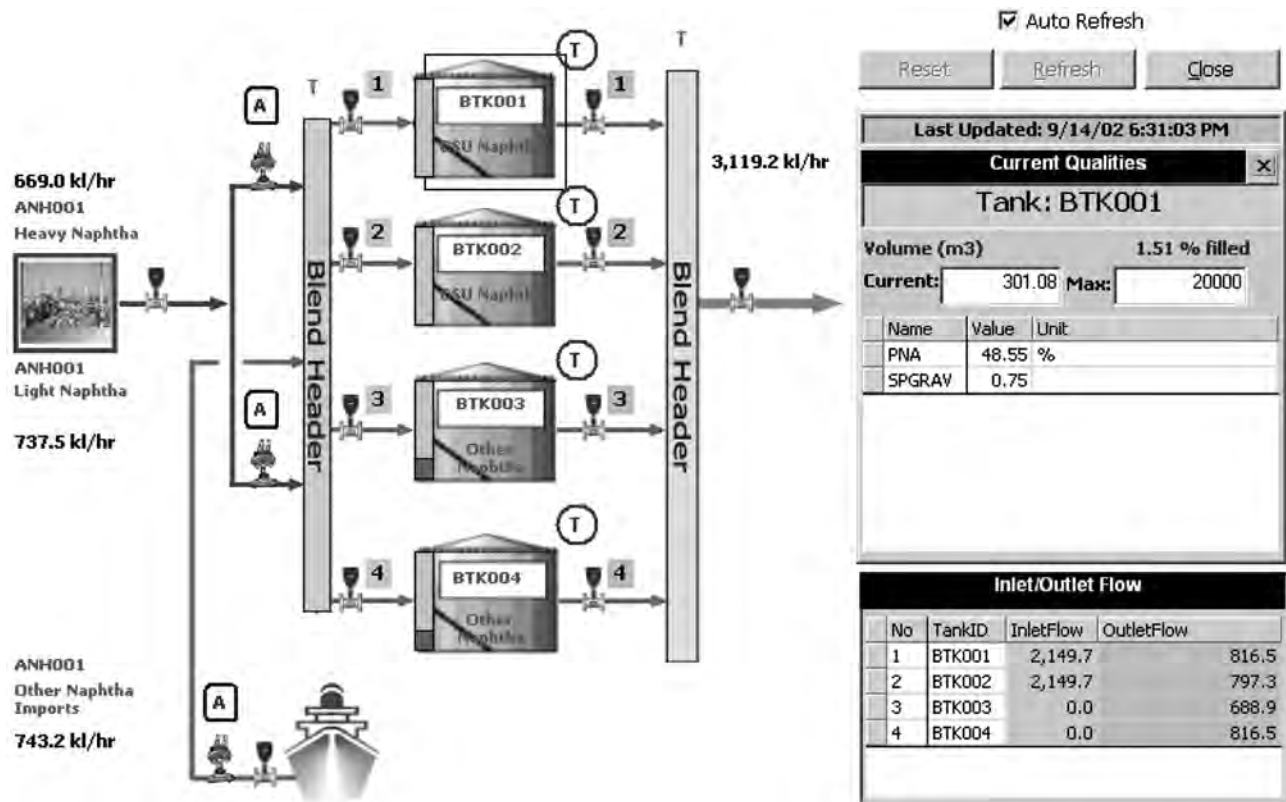 Auto Refresh
Reset
Refresh
Close
Last Updated: 9/14/02 6:31:03 PM
Current Qualities
Tank: BTK001
Volume (m3) 1.51 % filled
Current: 301.08 Max: 20000
Name Value Unit
PNA 48.55 %
SPGRAV 0.75
Inlet/Outlet Flow
No TankID InletFlow OutletFlow
1 BTK001 2,149.7 816.5
2 BTK002 2,149.7 797.3
3 BTK003 0.0 688.9
4 BTK004 0.0 816.5
669.0 kl/hr
ANH001
Heavy Naphtha
ANH001
Light Naphtha
737.5 kl/hr
ANH001
Other Naphtha
Imports
743.2 kl/hr
A
A
A
T
Blend Header
1
T
BTK001
Naphtha
1
2
T
BTK002
Naphtha
2
3
T
BTK003
Other
Naphtha
3
4
T
BTK004
Other
Naphtha
4
T
Blend Header
3,119.2 kl/hr